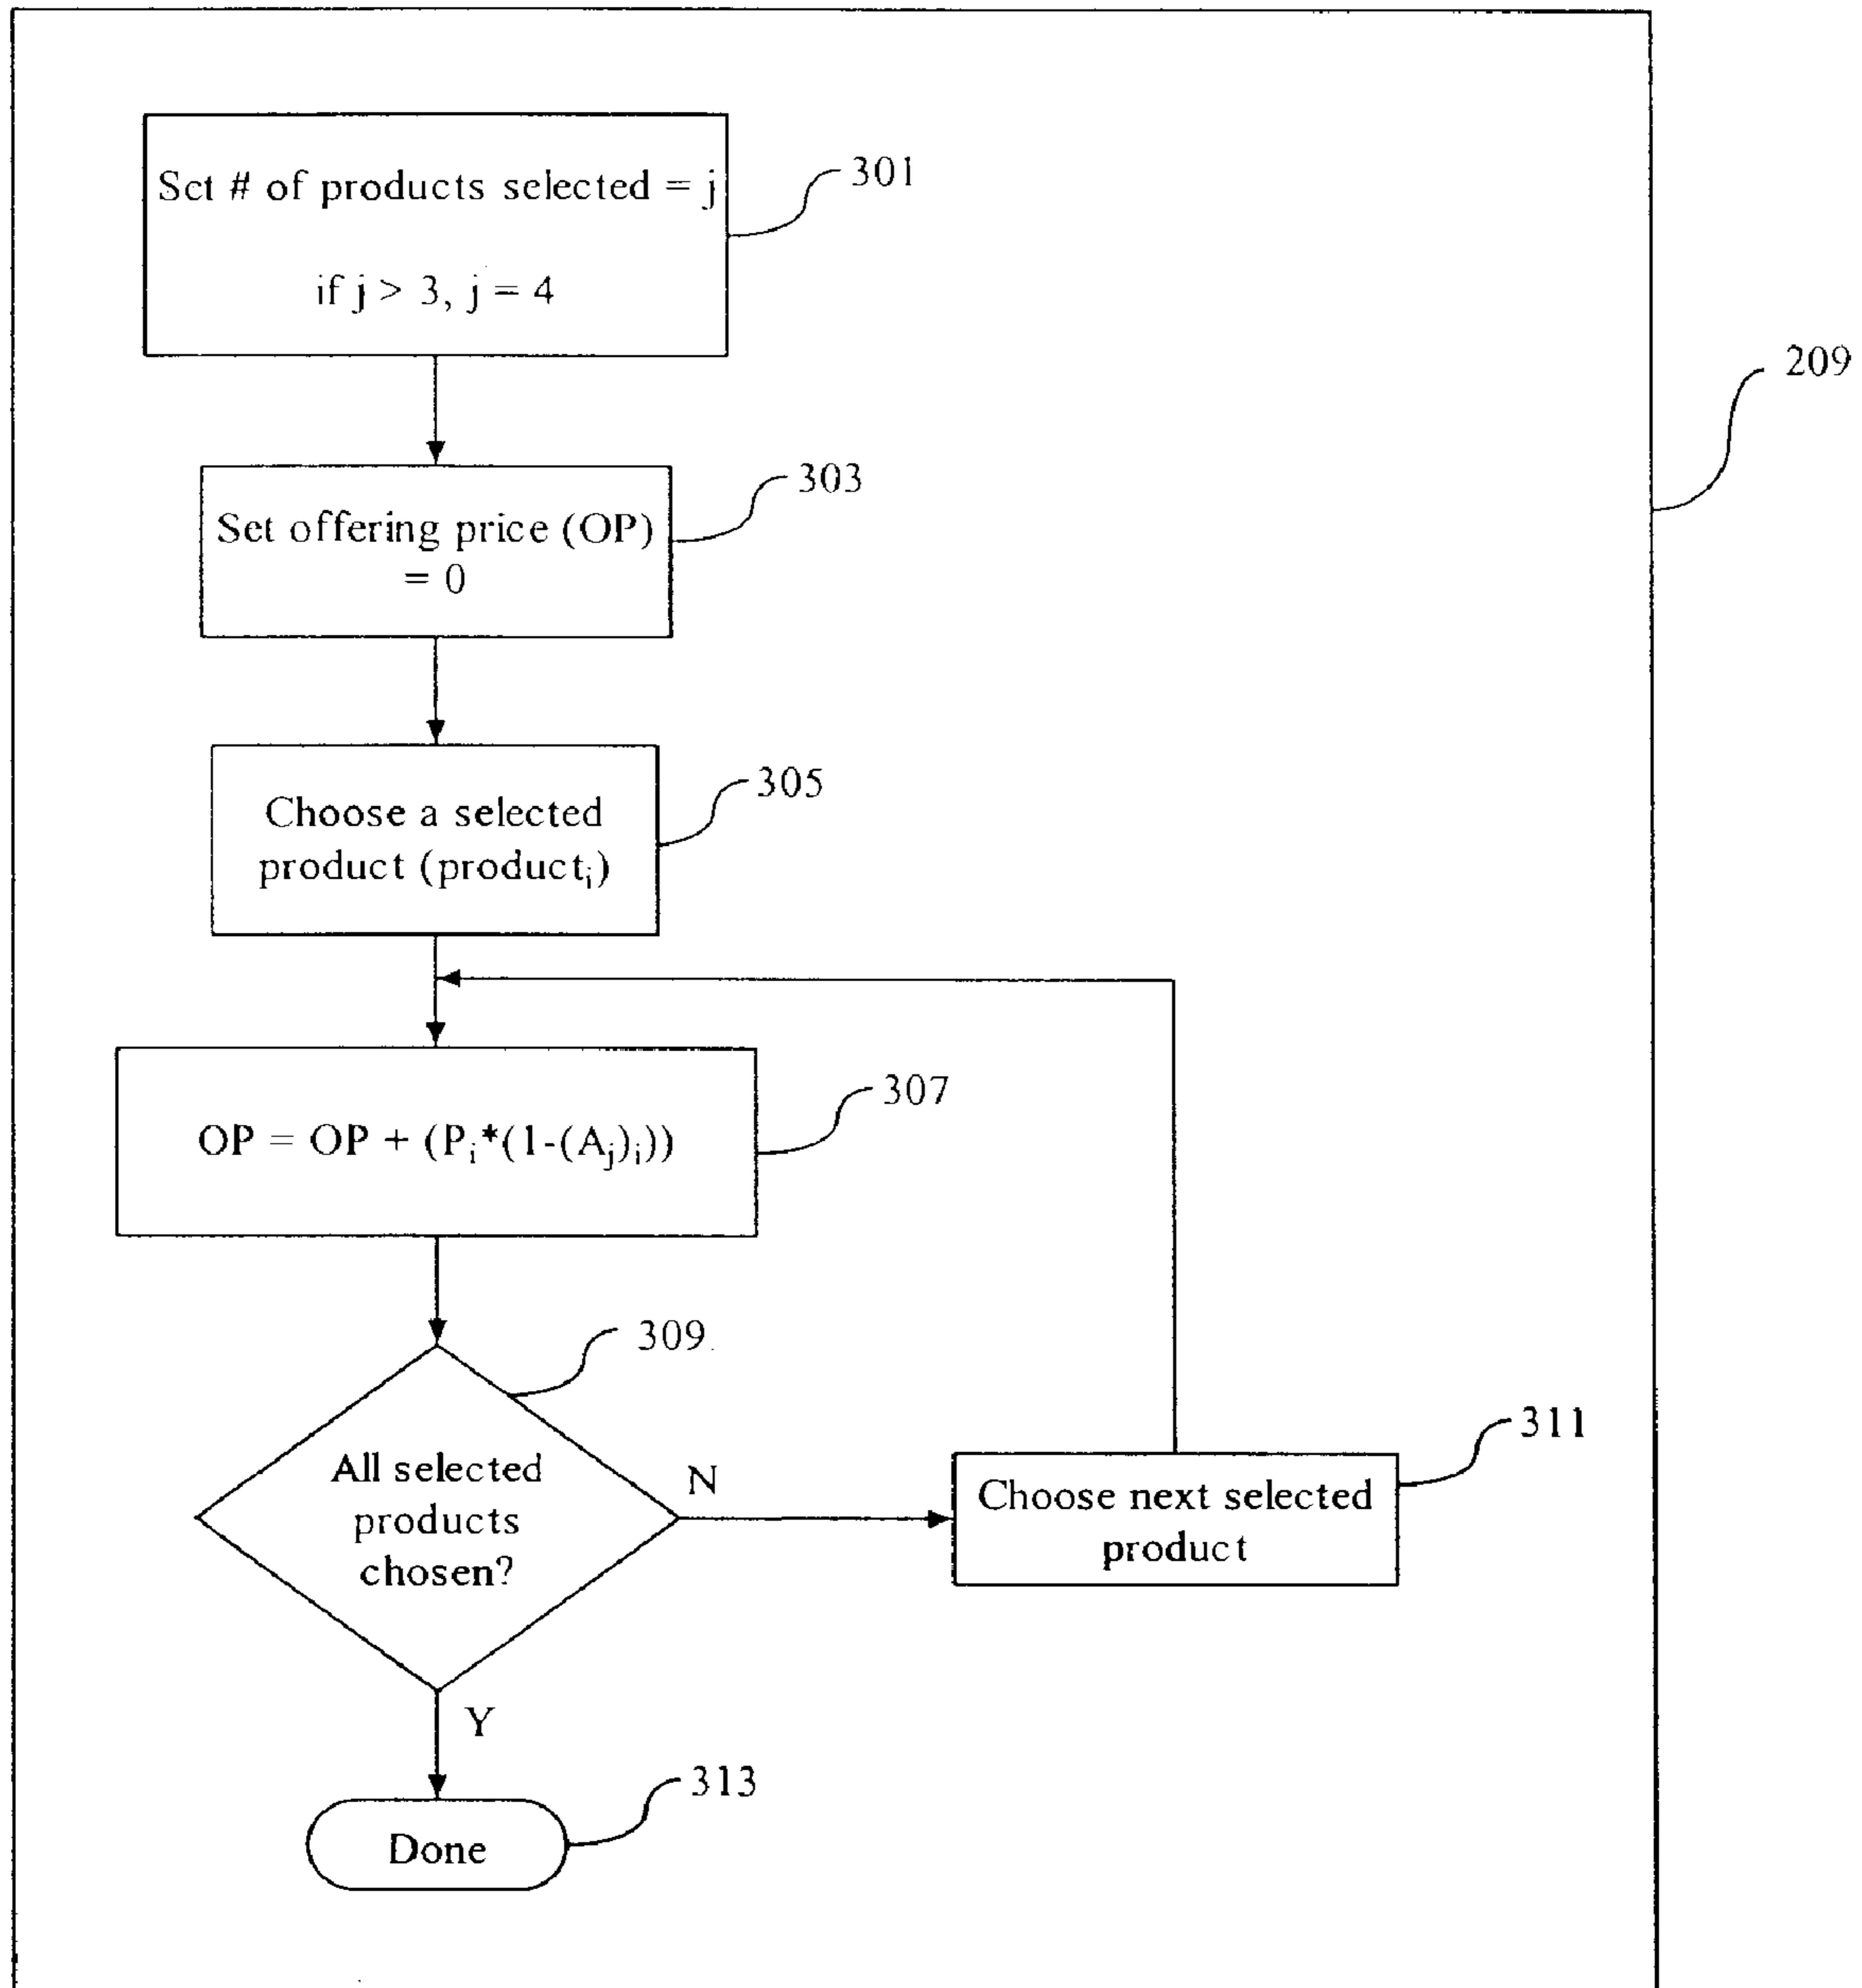 Set # of products selected = j
if j > 3, j = 4
301
209
Set offering price (OP)
= 0
303
Choose a selected
product (productᵢ)
305
OP = OP + (Pᵢ*(1-(Aⱼ)ᵢ))
307
309
All selected
products
chosen?
N
Choose next selected
product
311
Y
Done
313